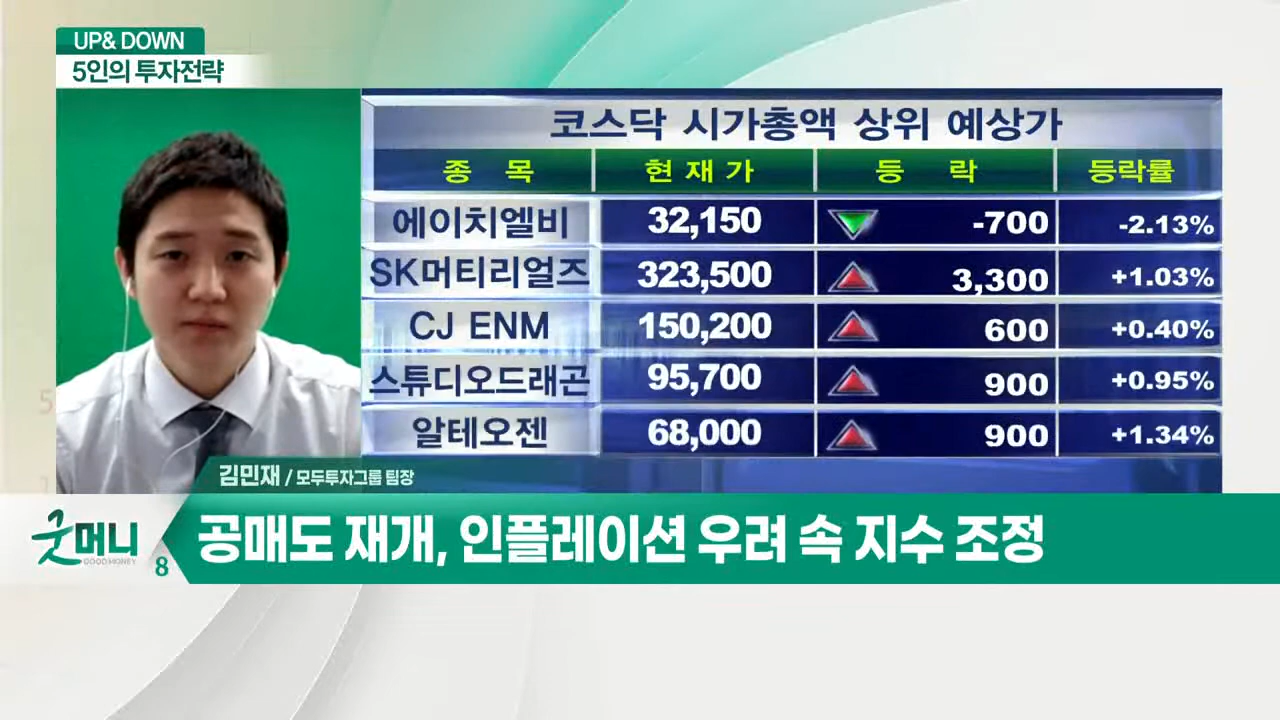 UP& DOWN
5인의 투자전략
코스닥 시가총액 상위 예상가
종 목 현 재 가 등 락 등락률
에이치엘비 32,150 -700 -2.13%
SK머티리얼즈 323,500 3,300 +1.03%
CJ ENM 150,200 600 +0.40%
스튜디오드래곤 95,700 900 +0.95%
알테오젠 68,000 900 +1.34%
김민재 / 모두투자그룹 팀장
굿머니
GOOD MONEY
8
공매도 재개, 인플레이션 우려 속 지수 조정